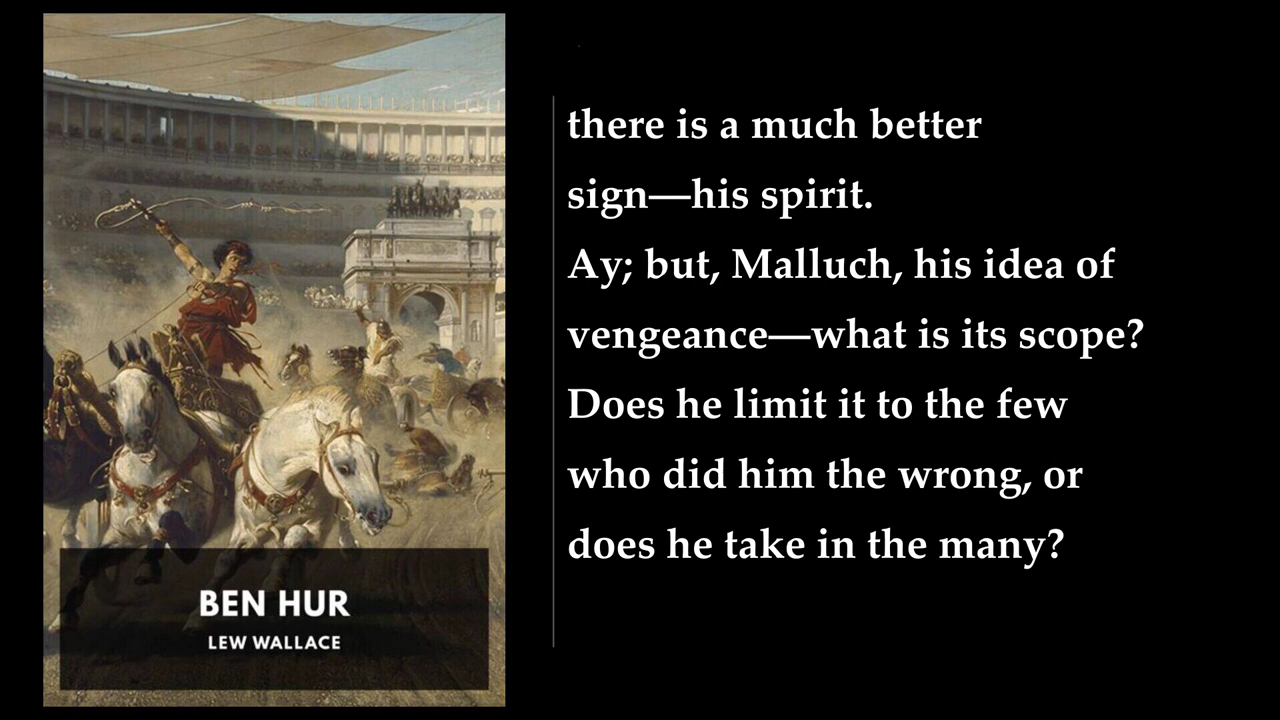 BEN HUR
LEW WALLACE
there is a much better
sign—his spirit.
Ay; but, Malluch, his idea of
vengeance—what is its scope?
Does he limit it to the few
who did him the wrong, or
does he take in the many?